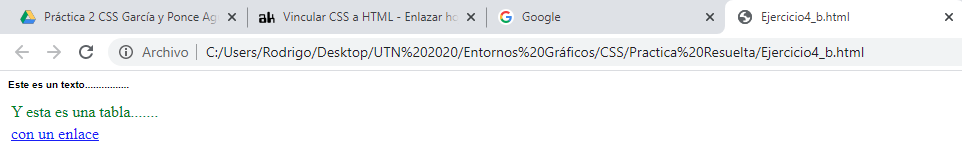 Práctica 2 CSS García y Ponce Ag
Vincular CSS a HTML - Enlazar ho
Google
Ejercicio4_b.html
Archivo
C:/Users/Rodrigo/Desktop/UTN%202020/Entornos%20Gráficos/CSS/Practica%20Resuelta/Ejercicio4_b.html
Este es un texto................
Y esta es una tabla.......
con un enlace